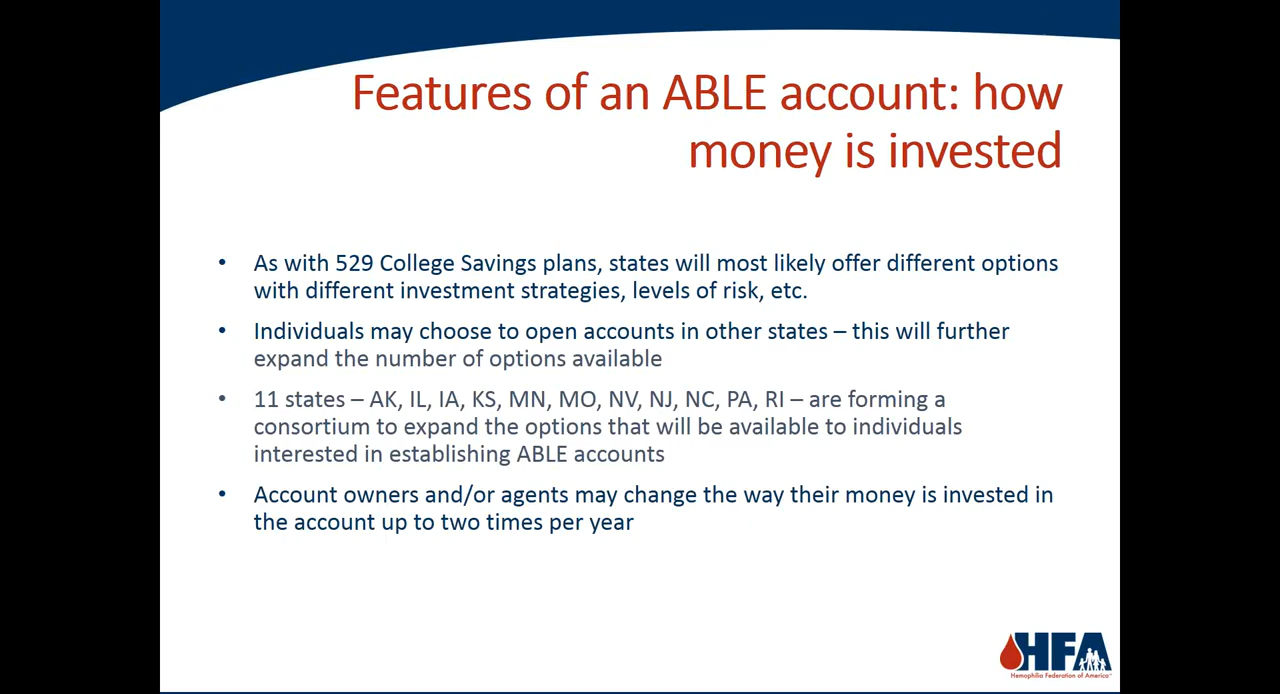 Features of an ABLE account: how
money is invested
• As with 529 College Savings plans, states will most likely offer different options
with different investment strategies, levels of risk, etc.
• Individuals may choose to open accounts in other states – this will further
expand the number of options available
• 11 states – AK, IL, IA, KS, MN, MO, NV, NJ, NC, PA, RI – are forming a
consortium to expand the options that will be available to individuals
interested in establishing ABLE accounts
• Account owners and/or agents may change the way their money is invested in
the account up to two times per year
HFA
Hemophilia Federation of America